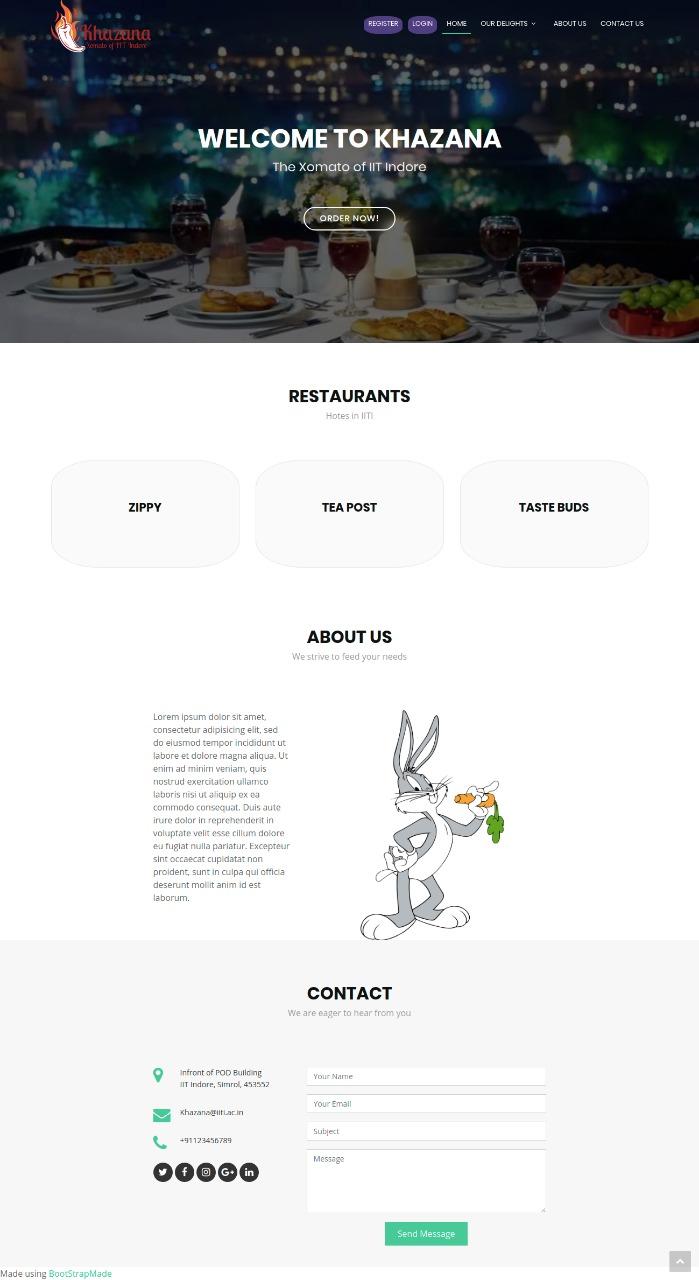 Khazana
Xomato of IIT Indore
REGISTER LOGIN HOME OUR DELIGHTS ABOUT US CONTACT US
WELCOME TO KHAZANA
The Xomato of IIT Indore
ORDER NOW!
RESTAURANTS
Hotes in IITI
ZIPPY TEA POST TASTE BUDS
ABOUT US
We strive to feed your needs
Lorem ipsum dolor sit amet,
consectetur adipisicing elit, sed
do eiusmod tempor incididunt ut
labore et dolore magna aliqua. Ut
enim ad minim veniam, quis
nostrud exercitation ullamco
laboris nisi ut aliquip ex ea
commodo consequat. Duis aute
irure dolor in reprehenderit in
voluptate velit esse cillum dolore
eu fugiat nulla pariatur. Excepteur
sint occaecat cupidatat non
proident, sunt in culpa qui officia
deserunt mollit anim id est
laborum.
CONTACT
We are eager to hear from you
Infront of POD Building
IIT Indore, Simrol, 453552
Khazana@iiti.ac.in
+91123456789
Your Name
Your Email
Subject
Message
Send Message
Made using BootStrapMade